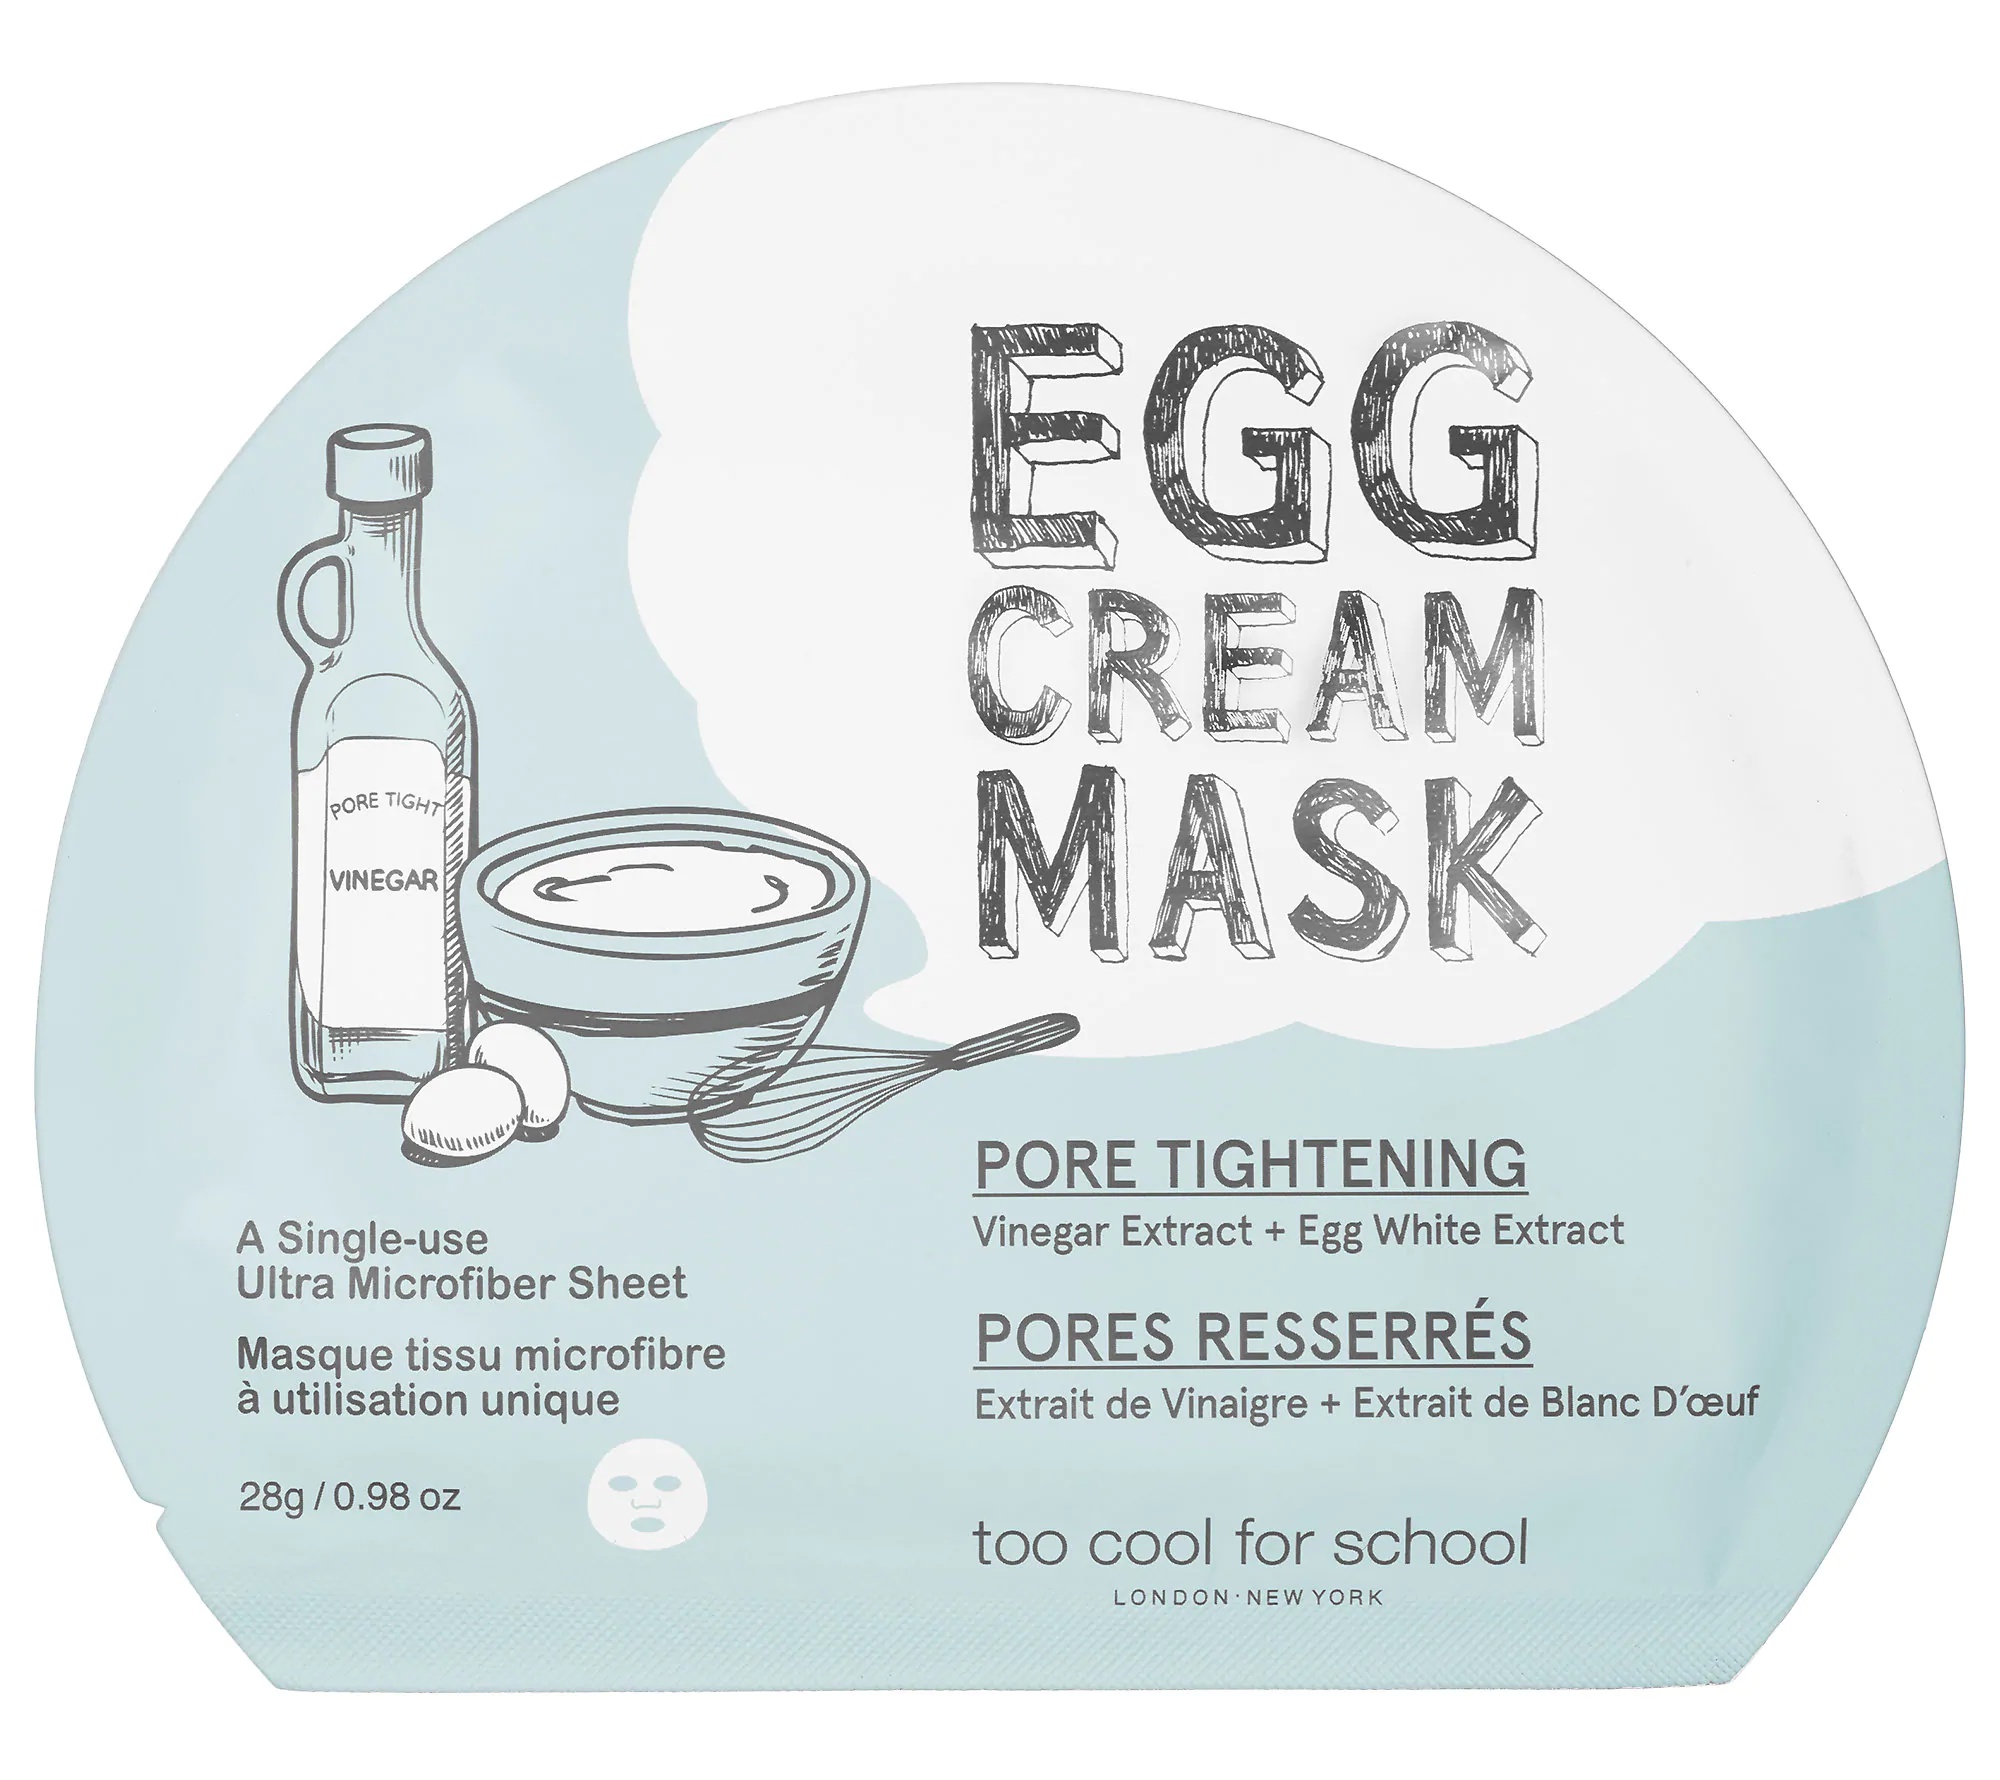 EGG
CREAM
MASK
PORE TIGHT
VINEGAR
PORE TIGHTENING
Vinegar Extract + Egg White Extract
PORES RESSERRÉS
Extrait de Vinaigre + Extrait de Blanc D'œuf
A Single-use
Ultra Microfiber Sheet
Masque tissu microfibre
à utilisation unique
28g / 0.98 oz
too cool for school
LONDON·NEW YORK